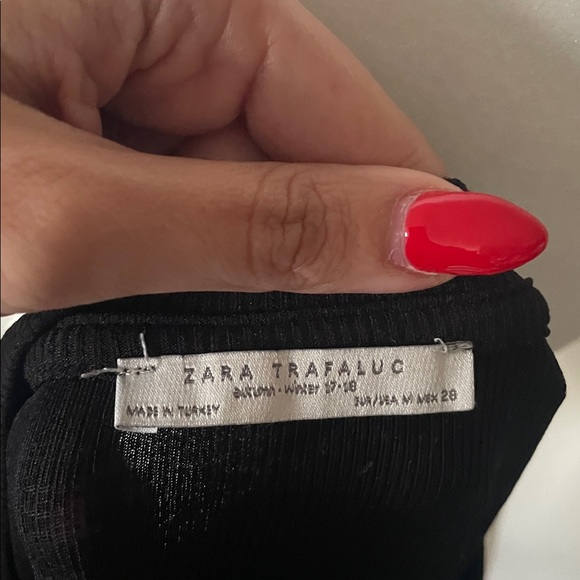 ZARA TRAFALUC
autumn · winter 17·18
MADE IN TURKEY EUR/USA M MEX 28